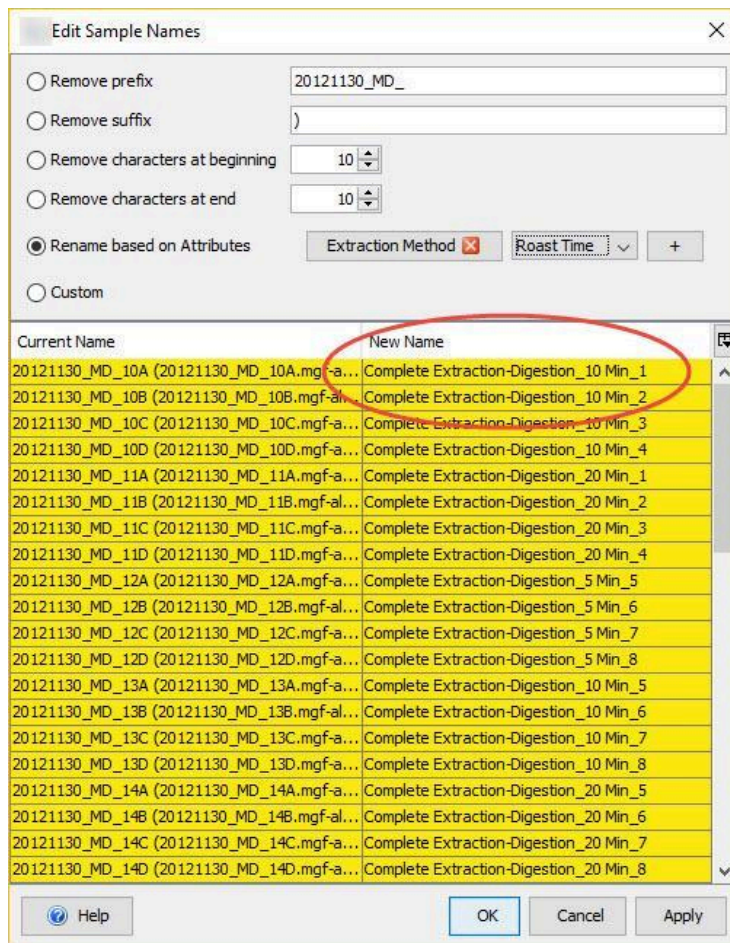 Edit Sample Names
Remove prefix 20121130_MD_
Remove suffix )
Remove characters at beginning 10
Remove characters at end 10
Rename based on Attributes Extraction Method Roast Time +
Custom
Current Name New Name
20121130_MD_10A (20121130_MD_10A.mgf-a... Complete Extraction-Digestion_10 Min_1
20121130_MD_10B (20121130_MD_10B.mgf-al... Complete Extraction-Digestion_10 Min_2
20121130_MD_10C (20121130_MD_10C.mgf-a... Complete Extraction-Digestion_10 Min_3
20121130_MD_10D (20121130_MD_10D.mgf-a... Complete Extraction-Digestion_10 Min_4
20121130_MD_11A (20121130_MD_11A.mgf-a... Complete Extraction-Digestion_20 Min_1
20121130_MD_11B (20121130_MD_11B.mgf-al... Complete Extraction-Digestion_20 Min_2
20121130_MD_11C (20121130_MD_11C.mgf-a... Complete Extraction-Digestion_20 Min_3
20121130_MD_11D (20121130_MD_11D.mgf-a... Complete Extraction-Digestion_20 Min_4
20121130_MD_12A (20121130_MD_12A.mgf-a... Complete Extraction-Digestion_5 Min_5
20121130_MD_12B (20121130_MD_12B.mgf-al... Complete Extraction-Digestion_5 Min_6
20121130_MD_12C (20121130_MD_12C.mgf-a... Complete Extraction-Digestion_5 Min_7
20121130_MD_12D (20121130_MD_12D.mgf-a... Complete Extraction-Digestion_5 Min_8
20121130_MD_13A (20121130_MD_13A.mgf-a... Complete Extraction-Digestion_10 Min_5
20121130_MD_13B (20121130_MD_13B.mgf-al... Complete Extraction-Digestion_10 Min_6
20121130_MD_13C (20121130_MD_13C.mgf-a... Complete Extraction-Digestion_10 Min_7
20121130_MD_13D (20121130_MD_13D.mgf-a... Complete Extraction-Digestion_10 Min_8
20121130_MD_14A (20121130_MD_14A.mgf-a... Complete Extraction-Digestion_20 Min_5
20121130_MD_14B (20121130_MD_14B.mgf-al... Complete Extraction-Digestion_20 Min_6
20121130_MD_14C (20121130_MD_14C.mgf-a... Complete Extraction-Digestion_20 Min_7
20121130_MD_14D (20121130_MD_14D.mgf-a... Complete Extraction-Digestion_20 Min_8
Help OK Cancel Apply